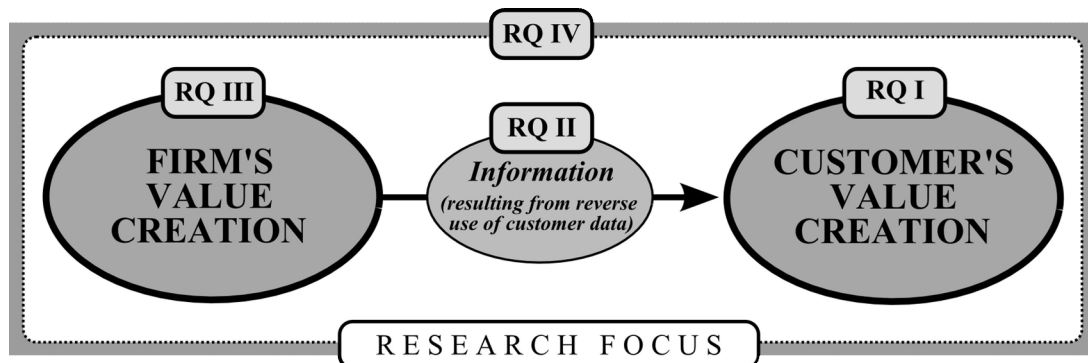 RQ IV
RQ III
FIRM'S
VALUE
CREATION
RQ II
Information
(resulting from reverse
use of customer data)
RQ I
CUSTOMER'S
VALUE
CREATION
RESEARCH FOCUS